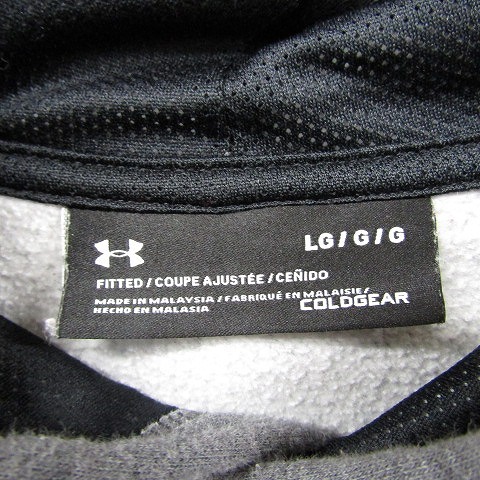 LG/G/G
FITTED / COUPE AJUSTÉE / CEÑIDO
MADE IN MALAYSIA / FABRIQUÉ EN MALAISIE /
HECHO EN MALASIA
COLDGEAR